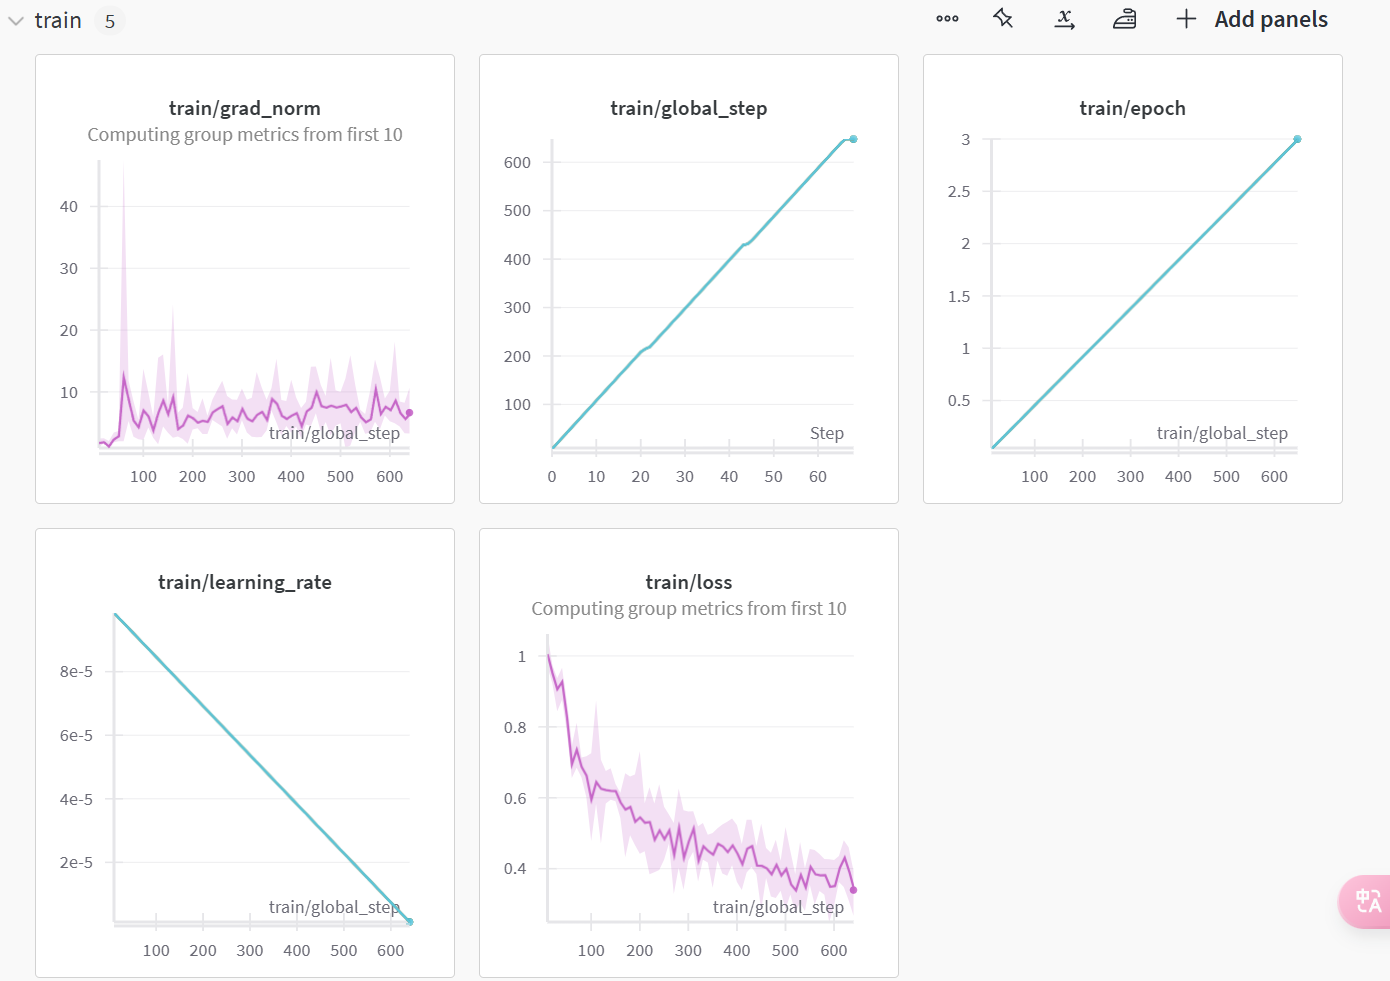 train 5
Add panels
train/grad_norm
Computing group metrics from first 10
40
30
20
10
train/global_step
100 200 300 400 500 600
train/global_step
600
500
400
300
200
100
Step
0 10 20 30 40 50 60
train/epoch
3
2.5
2
1.5
1
0.5
train/global_step
100 200 300 400 500 600
train/learning_rate
8e-5
6e-5
4e-5
2e-5
train/global_step
100 200 300 400 500 600
train/loss
Computing group metrics from first 10
1
0.8
0.6
0.4
train/global_step
100 200 300 400 500 600
中
A